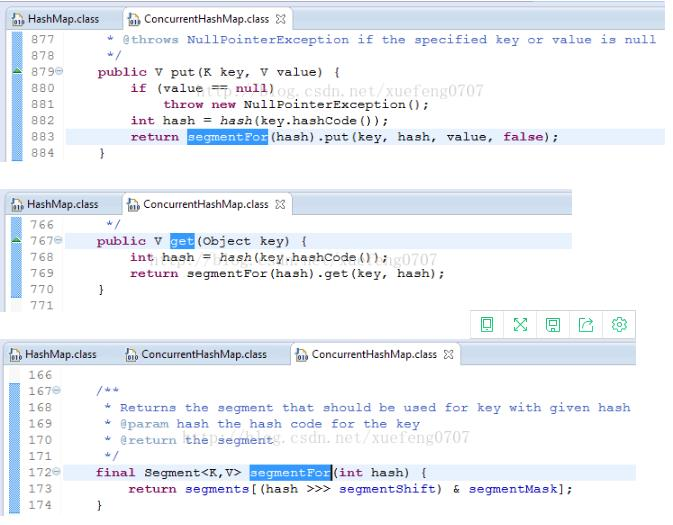 HashMap.class ConcurrentHashMap.class
877 * @throws NullPointerException if the specified key or value is null
878 */
879 public V put(K key, V value) {
880 if (value == null)
881 throw new NullPointerException();
882 int hash = hash(key.hashCode());
883 return segmentFor(hash).put(key, hash, value, false);
884 }
http://blog.csdn.net/xuefeng0707
HashMap.class ConcurrentHashMap.class
766 */
767 public V get(Object key) {
768 int hash = hash(key.hashCode());
769 return segmentFor(hash).get(key, hash);
770 }
771
HashMap.class ConcurrentHashMap.class ConcurrentHashMap.class
166
167 /**
168 * Returns the segment that should be used for key with given hash
169 * @param hash the hash code for the key
170 * @return the segment
171 */
172 final Segment<K,V> segmentFor(int hash) {
173 return segments[(hash >>> segmentShift) & segmentMask];
174 }
http://blog.csdn.net/xuefeng0707